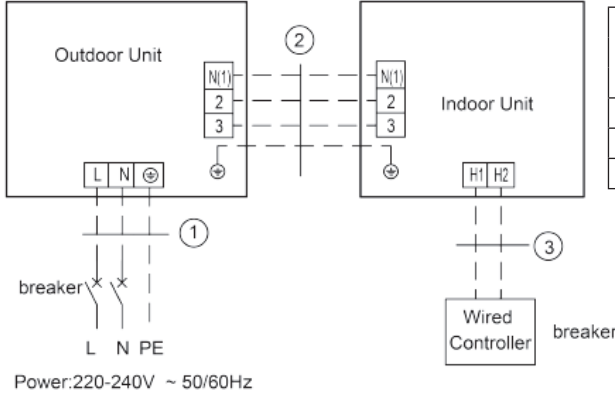 Outdoor Unit
N(1)
2
3
L N
①
breaker
L N PE
Power:220-240V ~ 50/60Hz
②
N(1)
2
3
Indoor Unit
H1 H2
③
Wired
Controller
breaker